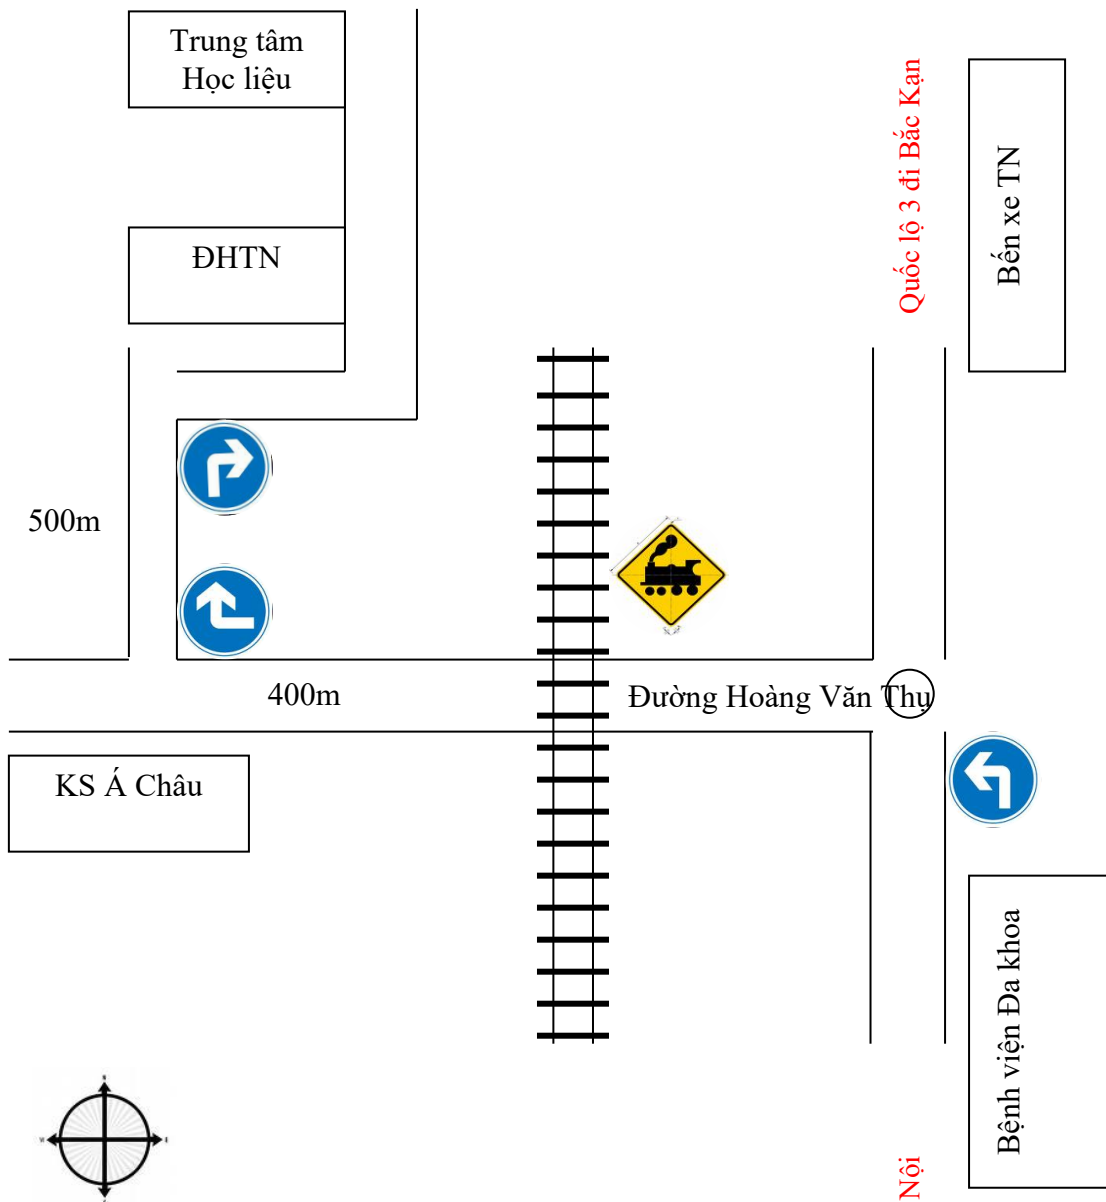 Trung tâm
Học liệu
Quốc lộ 3 đi Bắc Kạn
Bến xe TN
ĐHTN
500m
400m
Đường Hoàng Văn Thụ
KS Á Châu
Bệnh viện Đa khoa
Nội